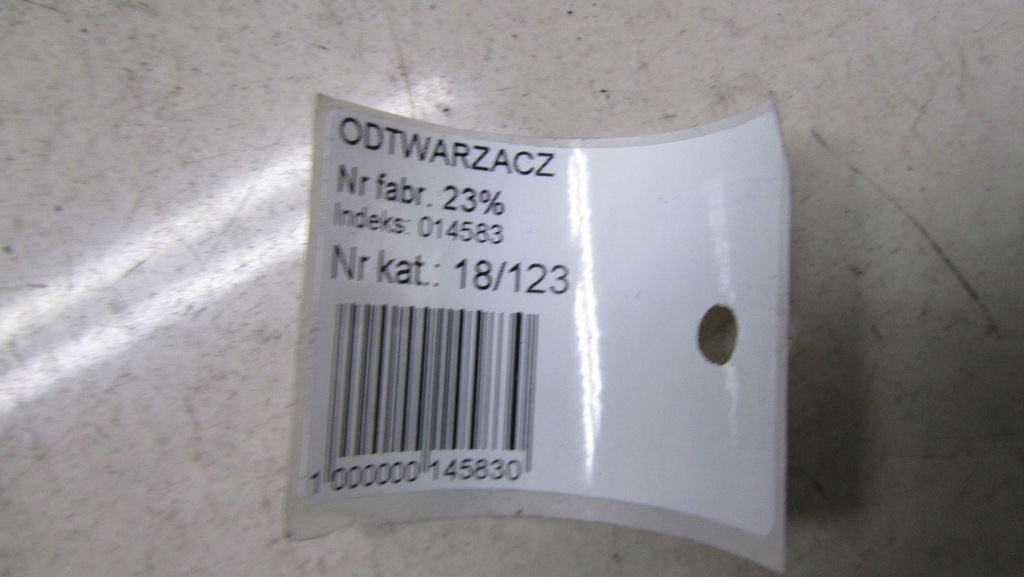 ODTWARZACZ
Nr fabr. 23%
Indeks: 014583
Nr kat.: 18/123
1 000000 145830